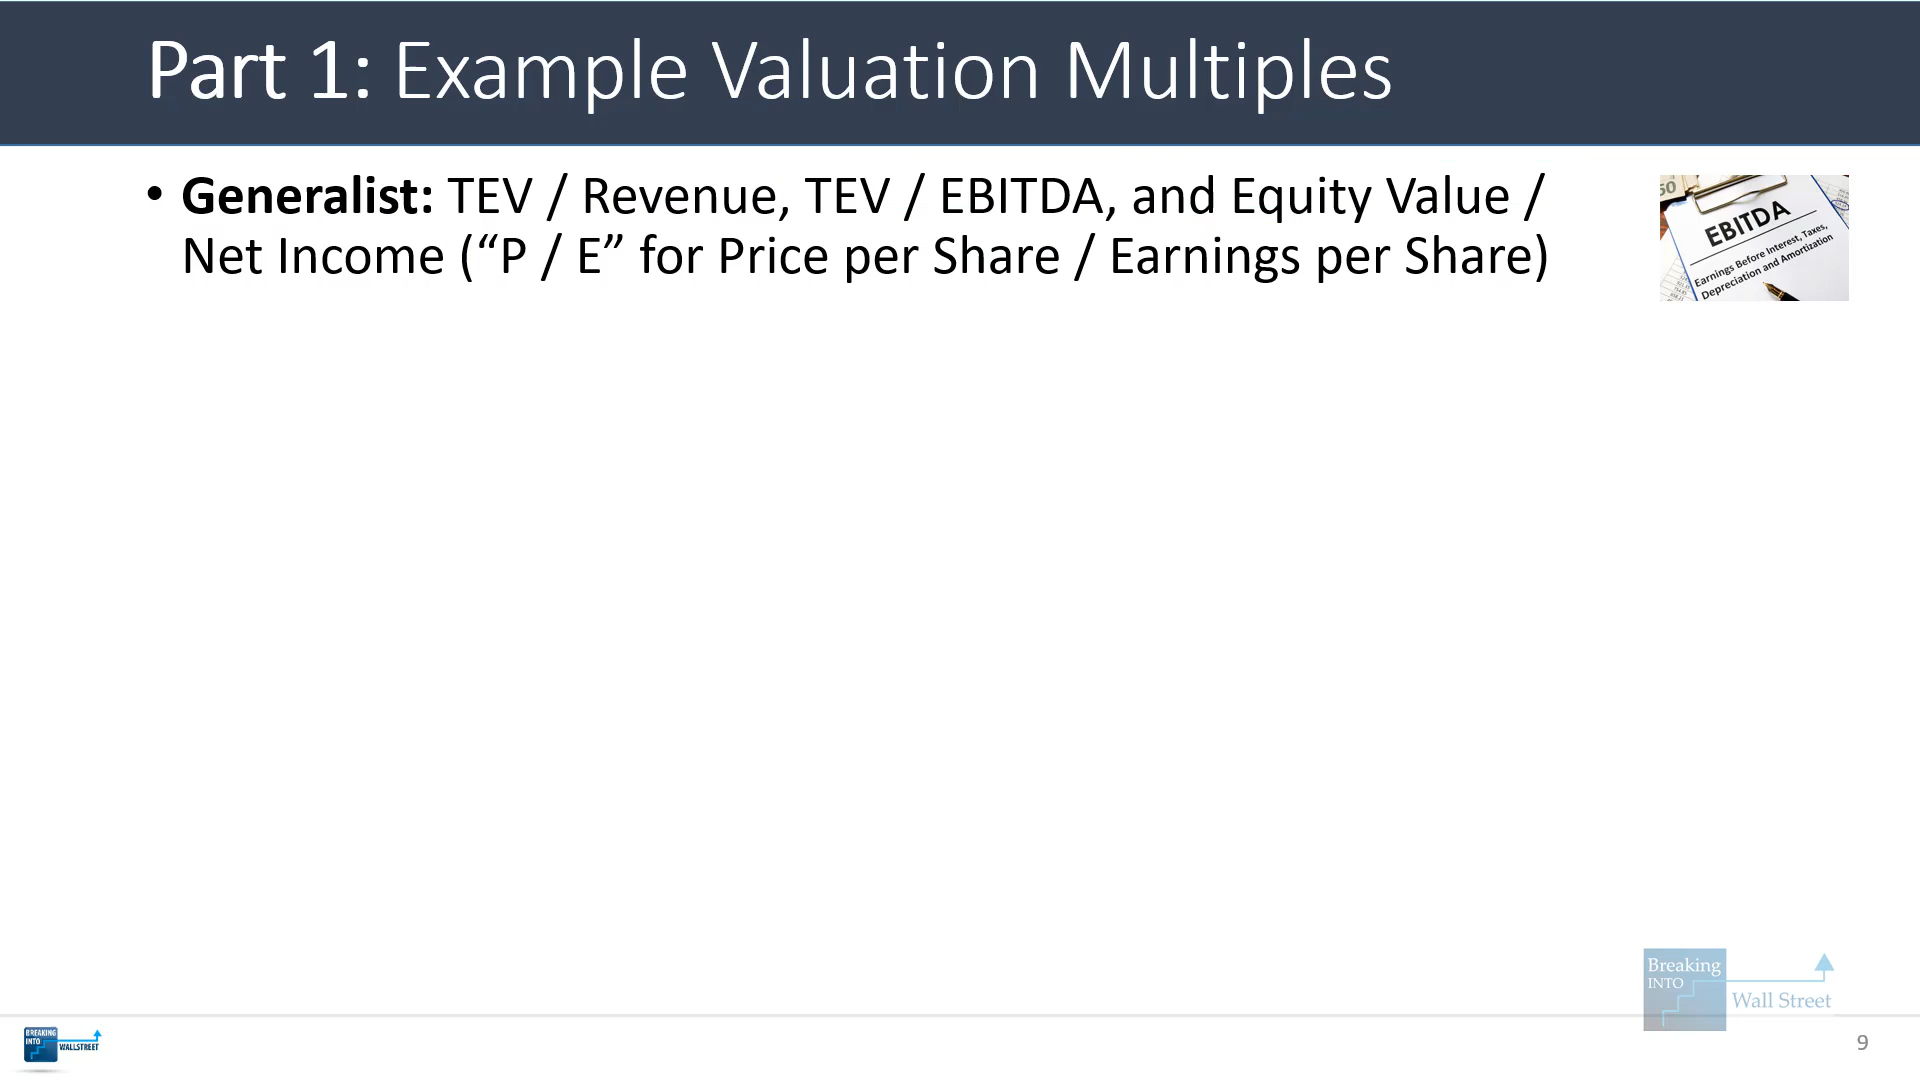 Part 1: Example Valuation Multiples
• Generalist: TEV / Revenue, TEV / EBITDA, and Equity Value /
Net Income (“P / E” for Price per Share / Earnings per Share)
50
EBITDA
Earnings Before Interest, Taxes,
Depreciation and Amortization
Breaking
INTO
Wall Street
BREAKING
INTO
WALLSTREET
9